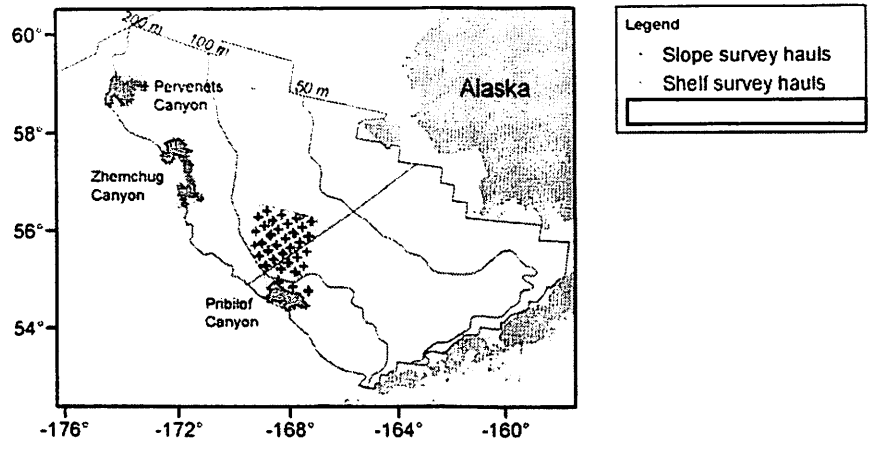 60°
58°
56°
54°
-176°
-172°
-168°
-164°
-160°
200 m
100 m
50 m
Alaska
Pervenets
Canyon
Zhemchug
Canyon
Pribilof
Canyon
Legend
Slope survey hauls
Shelf survey hauls